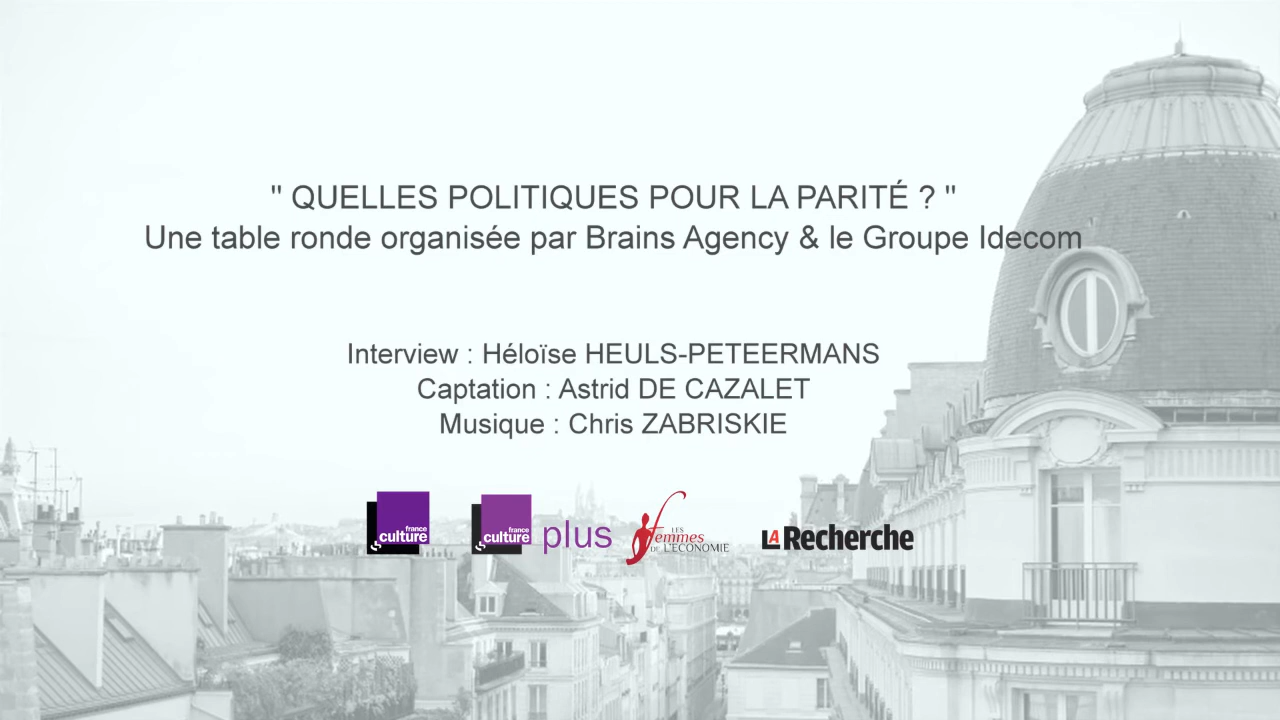 " QUELLES POLITIQUES POUR LA PARITÉ ? "
Une table ronde organisée par Brains Agency & le Groupe Idecom
Interview : Héloïse HEULS-PETEERMANS
Captation : Astrid DE CAZALET
Musique : Chris ZABRISKIE
france
culture
france
culture
plus
LES
femmes
DE L'ECONOMIE
LA Recherche